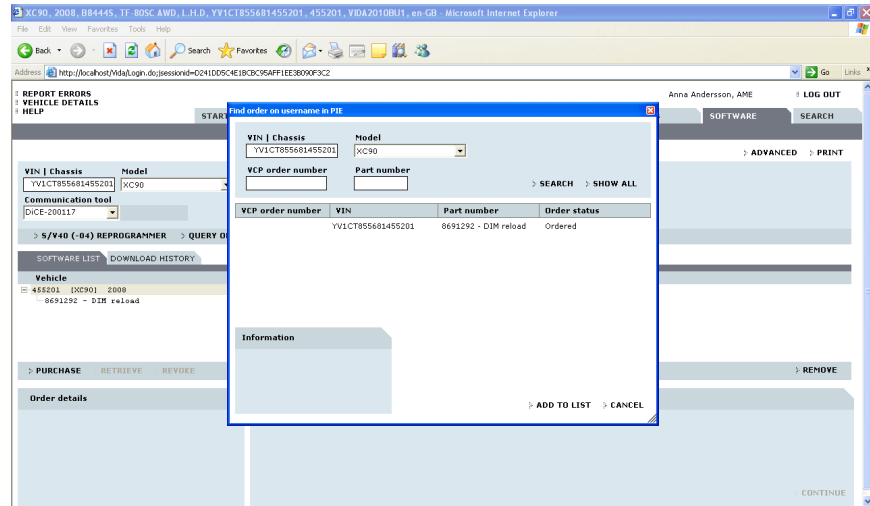 XC90, 2008, B8444S, TF-80SC AWD, L.H.D, YV1CT855681455201, 455201, VIDA2010BU1, en-GB - Microsoft Internet Explorer
File Edit View Favorites Tools Help
Back Search Favorites
Address http://localhost/Vida/Login.do;jsessionid=D241DD5C4E1BCBC95AFF1EE3B090F3C2 Go Links
REPORT ERRORS
VEHICLE DETAILS
HELP
Anna Andersson, AME LOG OUT
START SOFTWARE SEARCH
ADVANCED PRINT
VIN | Chassis Model
YV1CT855681455201 XC90
Communication tool
DiCE-200117
S/V40 (-04) REPROGRAMMER QUERY O
SOFTWARE LIST DOWNLOAD HISTORY
Vehicle
455201 [XC90] 2008
8691292 - DIM reload
PURCHASE RETRIEVE REVOKE REMOVE
Order details
CONTINUE
Find order on username in PIE
VIN | Chassis Model
YV1CT855681455201 XC90
VCP order number Part number
SEARCH SHOW ALL
VCP order number VIN Part number Order status
YV1CT855681455201 8691292 - DIM reload Ordered
Information
ADD TO LIST CANCEL